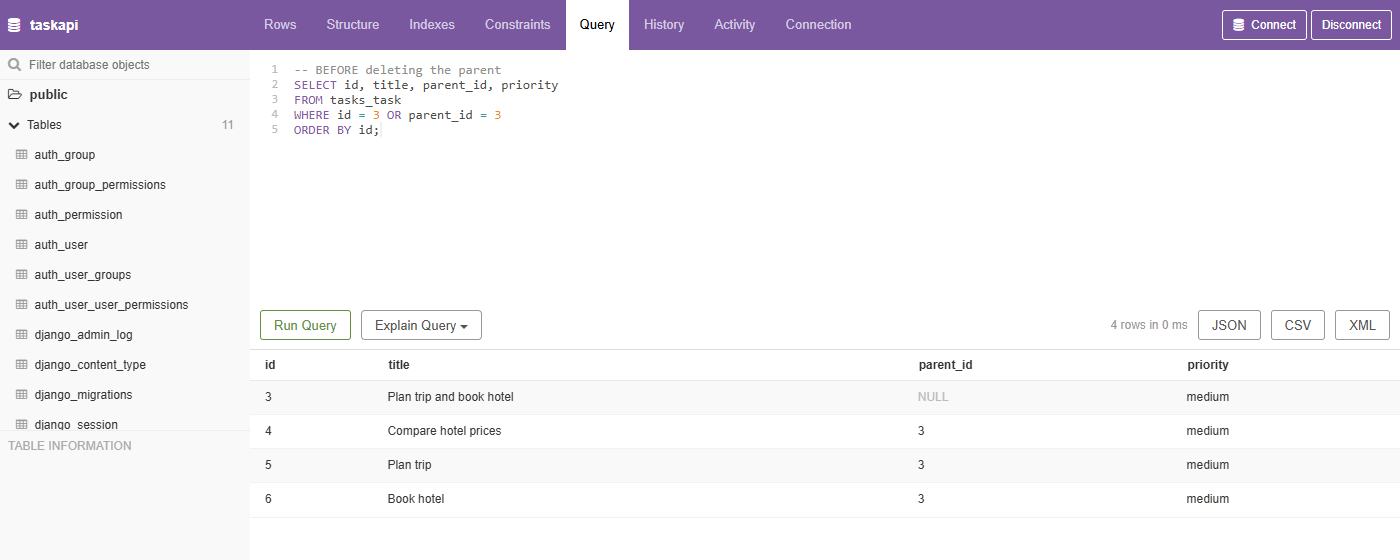 taskapi
Rows Structure Indexes Constraints Query History Activity Connection Connect Disconnect
Filter database objects
public
Tables 11
auth_group
auth_group_permissions
auth_permission
auth_user
auth_user_groups
auth_user_user_permissions
django_admin_log
django_content_type
django_migrations
django_session
TABLE INFORMATION
1 -- BEFORE deleting the parent
2 SELECT id, title, parent_id, priority
3 FROM tasks_task
4 WHERE id = 3 OR parent_id = 3
5 ORDER BY id;
Run Query Explain Query 4 rows in 0 ms JSON CSV XML
id title parent_id priority
3 Plan trip and book hotel NULL medium
4 Compare hotel prices 3 medium
5 Plan trip 3 medium
6 Book hotel 3 medium